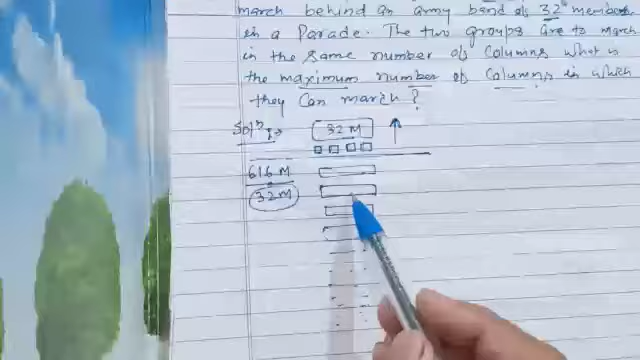 march behind an army band of 32 members
in a Parade. The two groups are to march
in the same number of columns what is
the maximum number of columns in which
they can march?
Solⁿ :→ 32 M
616 M
32 M